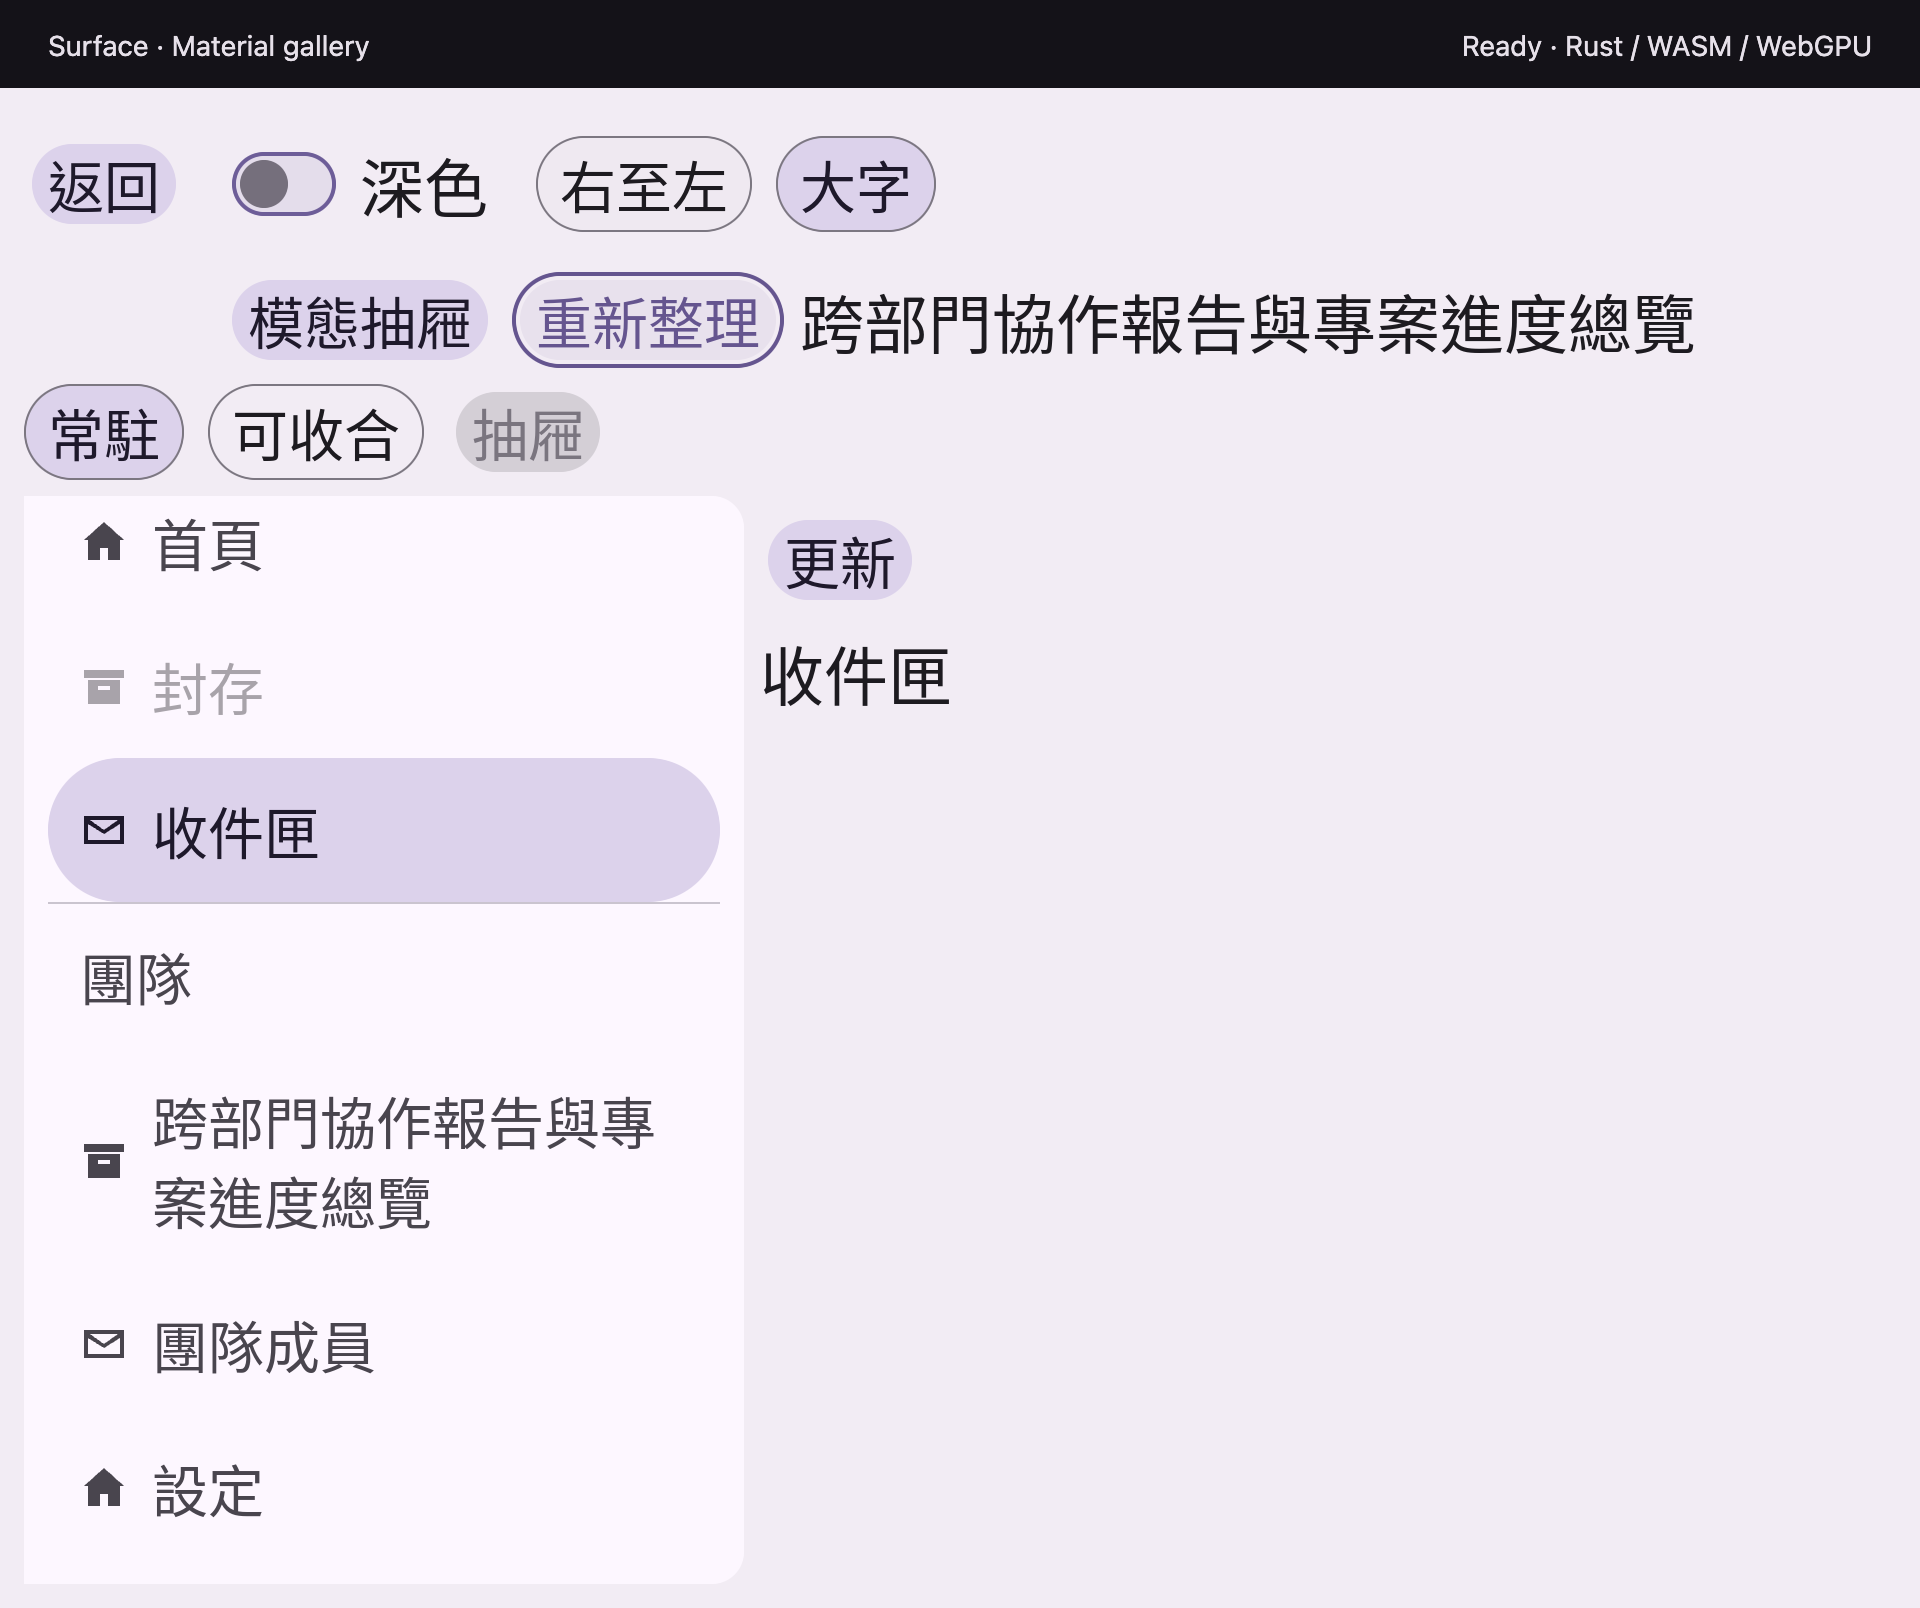 Surface · Material gallery
Ready · Rust / WASM / WebGPU
返回
深色
右至左
大字
模態抽屜
重新整理
跨部門協作報告與專案進度總覽
常駐
可收合
抽屜
首頁
封存
收件匣
團隊
跨部門協作報告與專
案進度總覽
團隊成員
設定
更新
收件匣